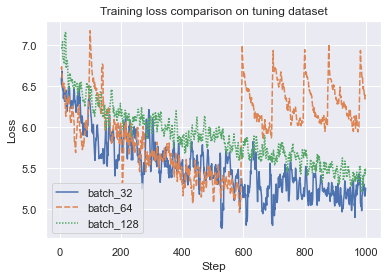 Training loss comparison on tuning dataset
7.0
6.5
6.0
5.5
5.0
Loss
batch_32
batch_64
batch_128
0
200
400
600
800
1000
Step